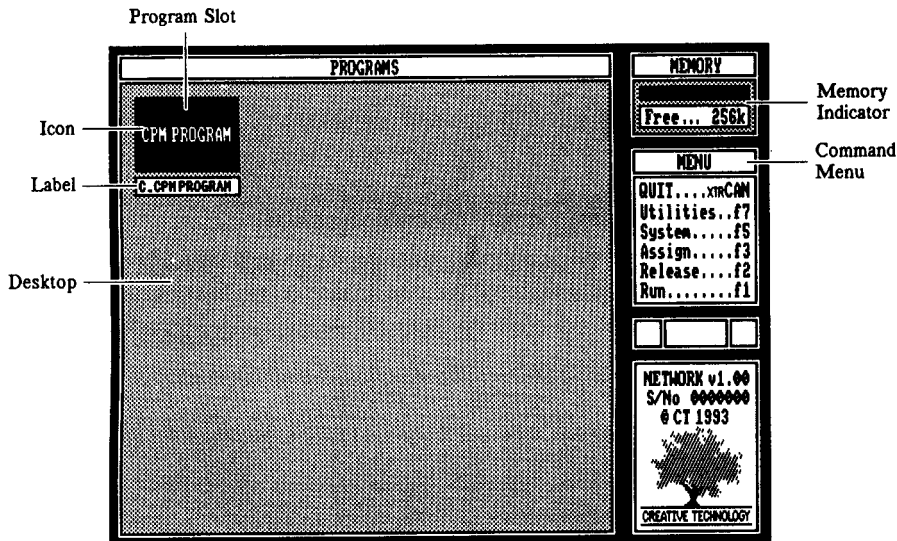 Program Slot
PROGRAMS
MEMORY
Free... 256k
Memory
Indicator
Icon
CPM PROGRAM
Label
C..CPM PROGRAM
MENU
Command
Menu
QUIT....XTRCAN
Utilities..f7
System.....f5
Assign.....f3
Release....f2
Run........f1
Desktop
NETWORK v1.00
S/No 0000000
© CT 1993
CREATIVE TECHNOLOGY